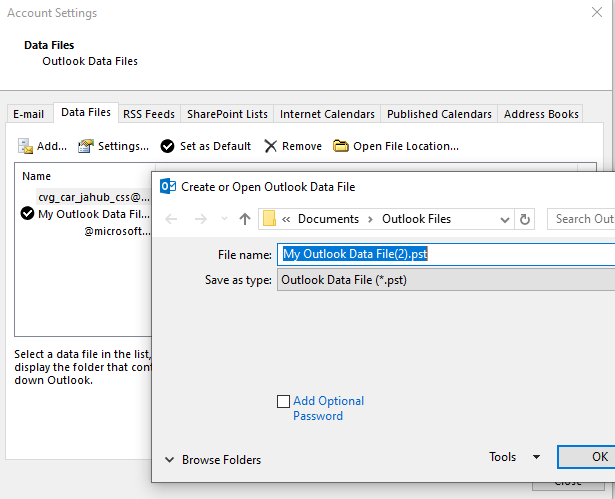 Account Settings
Data Files
Outlook Data Files
E-mail Data Files RSS Feeds SharePoint Lists Internet Calendars Published Calendars Address Books
Add... Settings... Set as Default Remove Open File Location...
Name
cvg_car_jahub_css@...
My Outlook Data Fil...
@microsoft...
Select a data file in the list,
display the folder that cont
down Outlook.
Create or Open Outlook Data File
« Documents > Outlook Files
Search Out
File name: My Outlook Data File(2).pst
Save as type: Outlook Data File (*.pst)
Add Optional
Password
Browse Folders
Tools
OK
Close